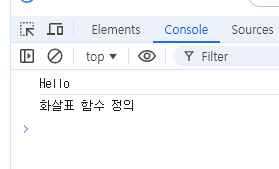 Elements Console Sources
top Filter
Hello
화살표 함수 정의